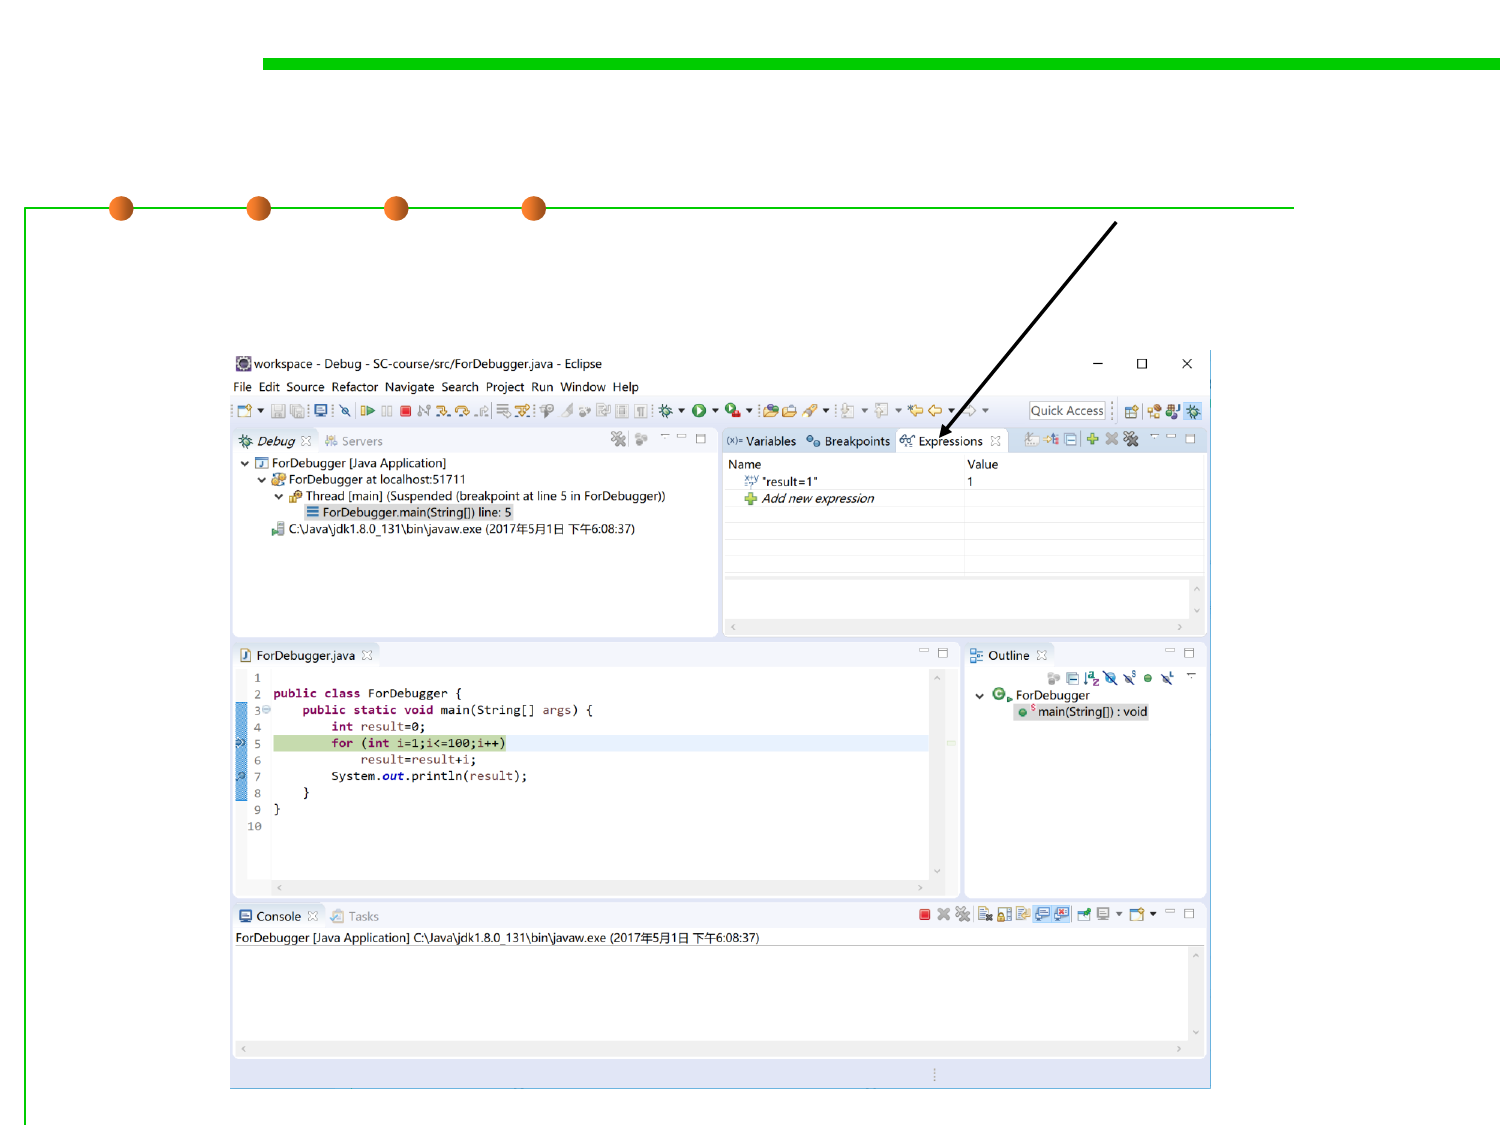 workspace - Debug - SC-course/src/ForDebugger.java - Eclipse
File Edit Source Refactor Navigate Search Project Run Window Help
Quick Access
Debug Servers
ForDebugger [Java Application]
ForDebugger at localhost:51711
Thread [main] (Suspended (breakpoint at line 5 in ForDebugger))
ForDebugger.main(String[]) line: 5
C:\Java\jdk1.8.0_131\bin\javaw.exe (2017年5月1日 下午6:08:37)
(x)= Variables Breakpoints Expressions
Name Value
"result=1" 1
Add new expression
ForDebugger.java
1
2 public class ForDebugger {
3 public static void main(String[] args) {
4 int result=0;
5 for (int i=1;i<=100;i++)
6 result=result+i;
7 System.out.println(result);
8 }
9 }
10
Outline
ForDebugger
main(String[]) : void
Console Tasks
ForDebugger [Java Application] C:\Java\jdk1.8.0_131\bin\javaw.exe (2017年5月1日 下午6:08:37)